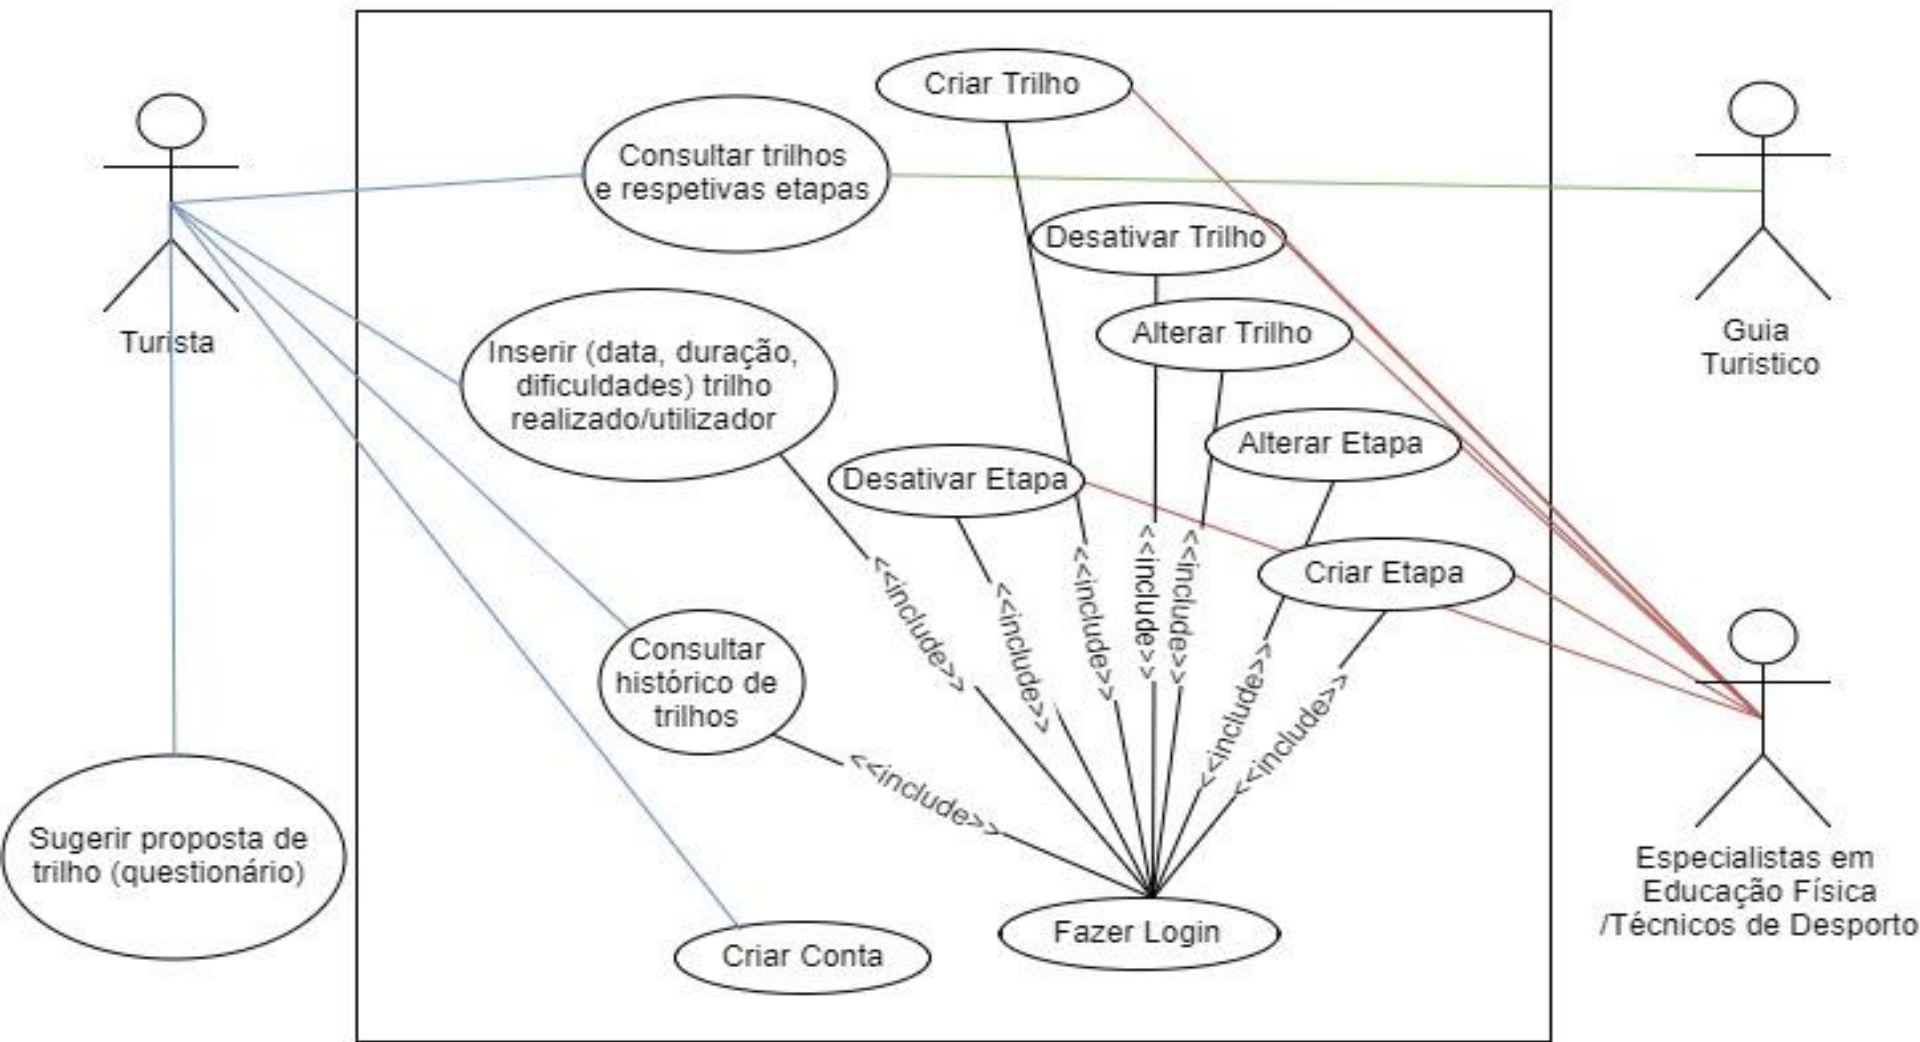 Criar Trilho
Consultar trilhos
e respetivas etapas
Desativar Trilho
Alterar Trilho
Turista
Guia
Turistico
Inserir (data, duração,
dificuldades) trilho
realizado/utilizador
Alterar Etapa
Desativar Etapa
Criar Etapa
<<include>>
<<include>>
<<include>>
<<include>>
<<include>>
<<include>>
<<include>>
<<include>>
Consultar
histórico de
trilhos
Sugerir proposta de
trilho (questionário)
Especialistas em
Educação Física
/Técnicos de Desporto
Fazer Login
Criar Conta